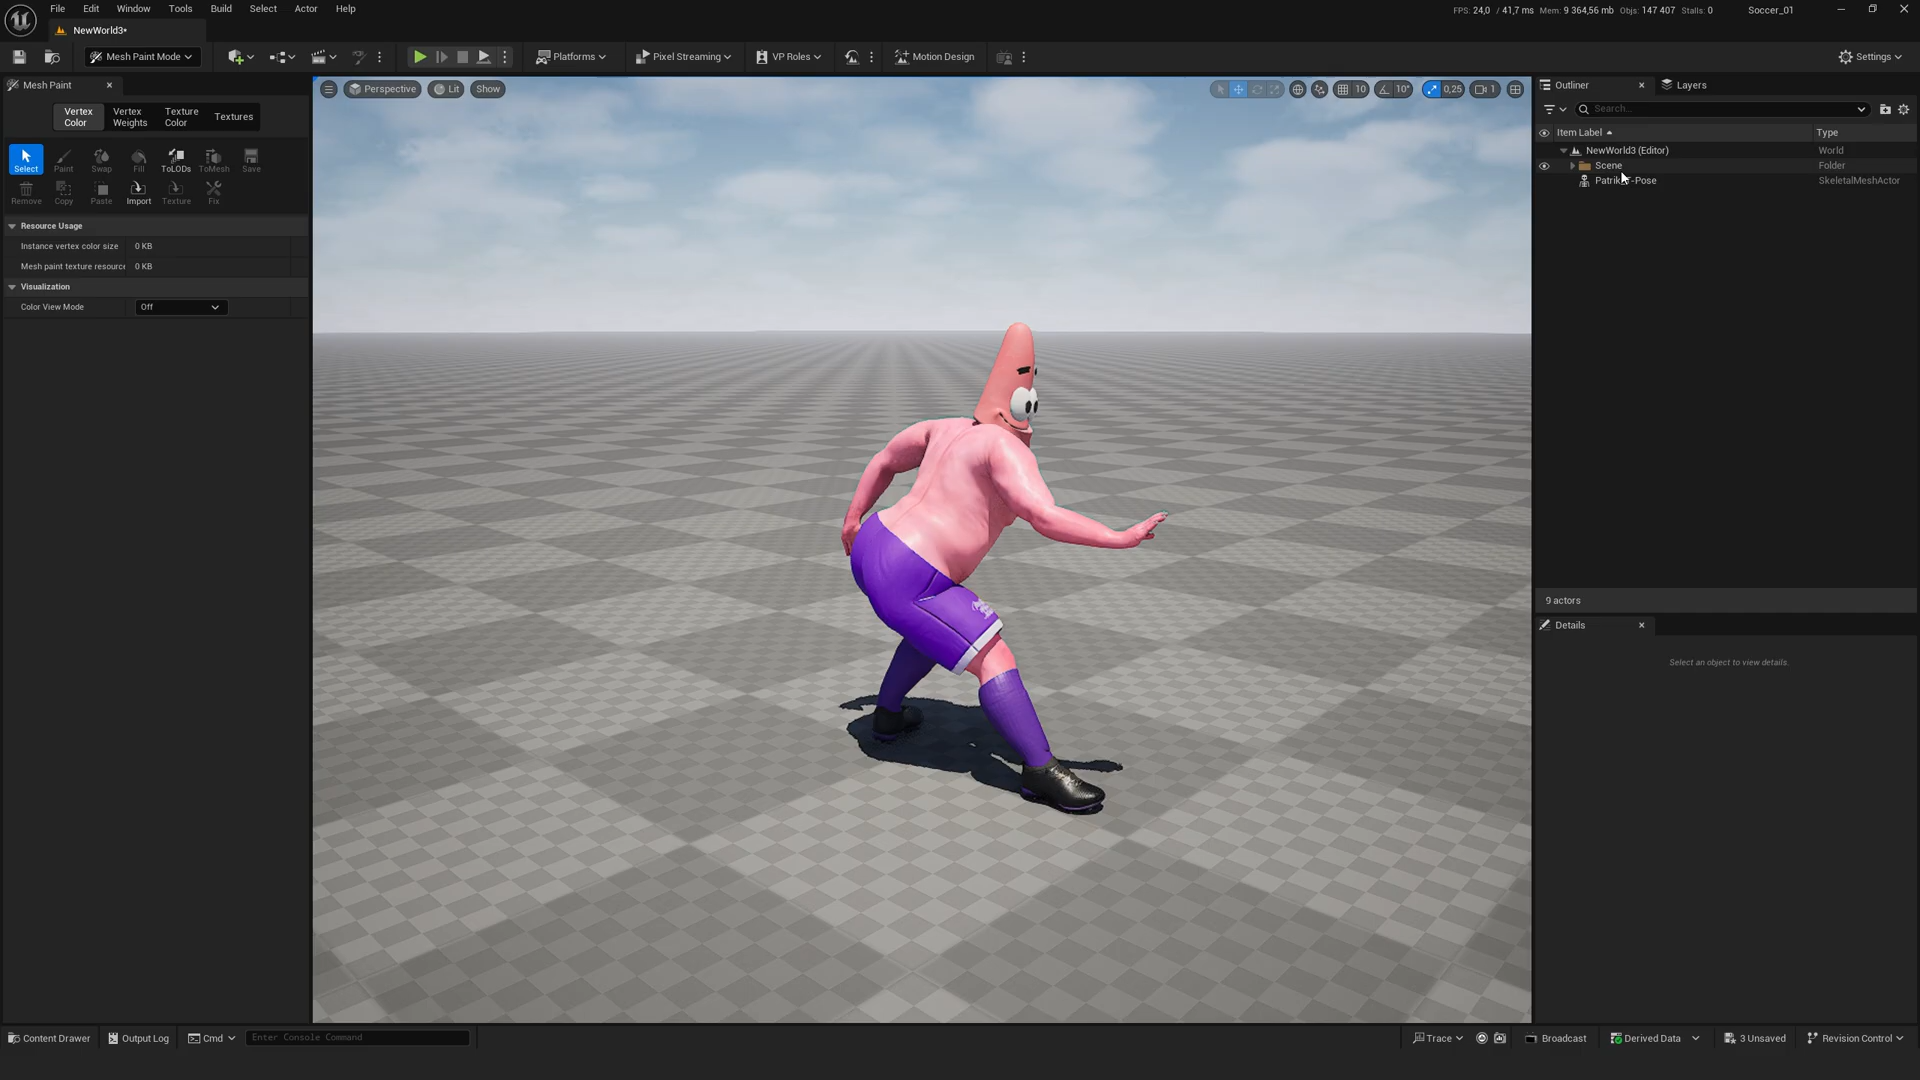 File Edit Window Tools Build Select Actor Help
FPS: 24,0 / 41,7 ms Mem: 9 364,56 mb Objs: 147 407 Stalls: 0 Soccer_01
NewWorld3*
Mesh Paint Mode
Platforms Pixel Streaming VP Roles Motion Design Settings
Mesh Paint
Vertex Color
Vertex Weights
Texture Color
Textures
Select Paint Swap Fill ToLODs ToMesh Save
Remove Copy Paste Import Texture Fix
Resource Usage
Instance vertex color size 0 KB
Mesh paint texture resource 0 KB
Visualization
Color View Mode Off
Perspective Lit Show
10 10° 0,25 1
Outliner Layers
Search...
Item Label Type
NewWorld3 (Editor) World
Scene Folder
-Pose SkeletalMeshActor
9 actors
Details
Select an object to view details.
Content Drawer Output Log Cmd Enter Console Command
Trace Broadcast Derived Data 3 Unsaved Revision Control